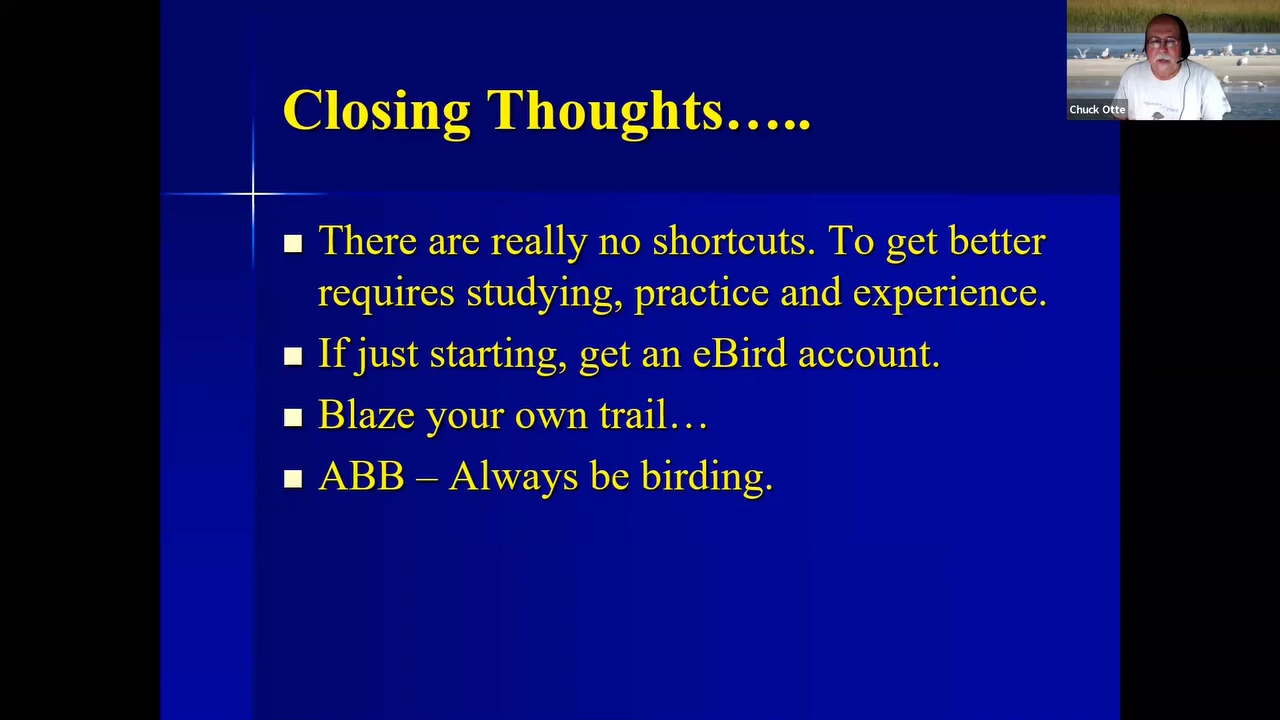 Closing Thoughts…..
There are really no shortcuts. To get better
requires studying, practice and experience.
If just starting, get an eBird account.
Blaze your own trail…
ABB – Always be birding.
Chuck Otte